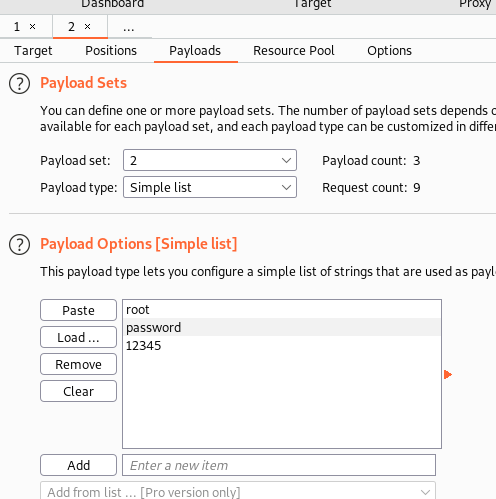 Dashboard Target Proxy
1 × 2 × ...
Target Positions Payloads Resource Pool Options
? Payload Sets
You can define one or more payload sets. The number of payload sets depends
available for each payload set, and each payload type can be customized in
Payload set: 2 Payload count: 3
Payload type: Simple list Request count: 9
? Payload Options [Simple list]
This payload type lets you configure a simple list of strings that are used as
Paste root
password
Load ... 12345
Remove
Clear
Add Enter a new item
Add from list ... [Pro version only]